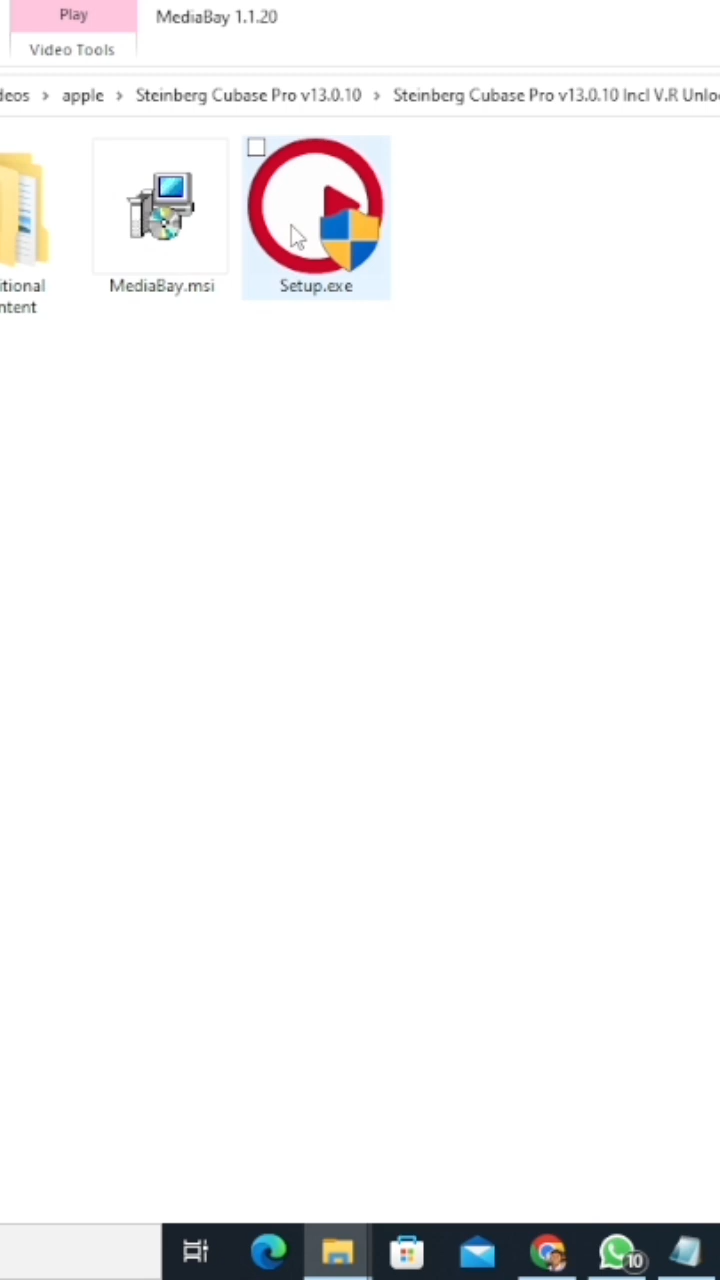 Play
MediaBay 1.1.20
Video Tools
deos > apple > Steinberg Cubase Pro v13.0.10 > Steinberg Cubase Pro v13.0.10 Incl V.R Unlo
itional
ntent
MediaBay.msi
Setup.exe
10